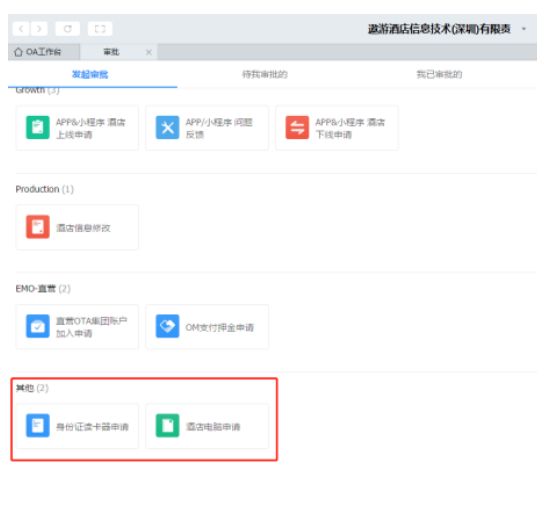 遨游酒店信息技术(深圳)有限责
OA工作台
审批
发起审批
待我审批的
我已审批的
Growth (3)
APP&小程序 酒店
上线申请
APP/小程序 问题
反馈
APP&小程序 酒店
下线申请
Production (1)
酒店信息修改
EMO-直营 (2)
直营OTA集团账户
加入申请
OM支付押金申请
其他 (2)
身份证读卡器申请
酒店电脑申请